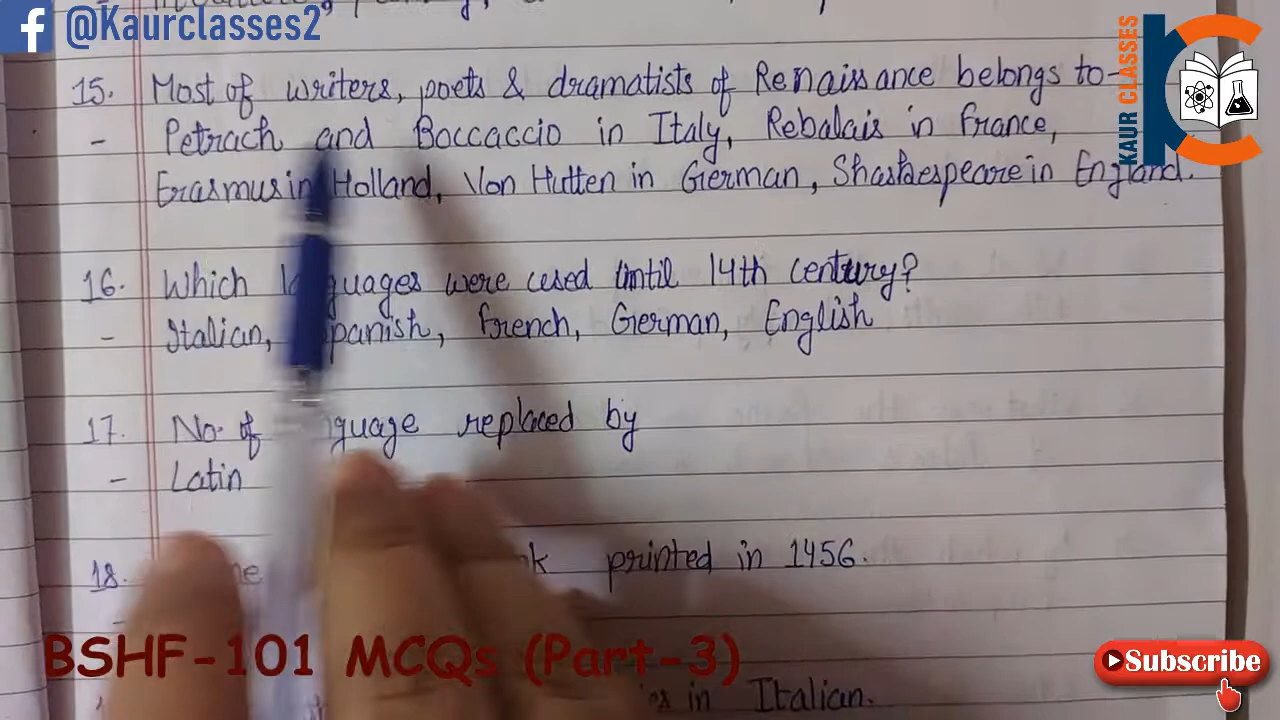 @Kaurclasses2
KAUR CLASSES
15. Most of writers, poets & dramatists of Renaissance belongs to-
- Petrach and Boccaccio in Italy, Rebalais in France,
Erasmus in Holland, Von Hutten in German, Shashespeare in England.
16. Which guages were used Until 14th century?
- Italian, panish, French, German, English
17. No. of guage replaced by
- Latin
18. printed in 1456.
in Italian.
BSHF-101 MCQs (Part-3)
Subscribe